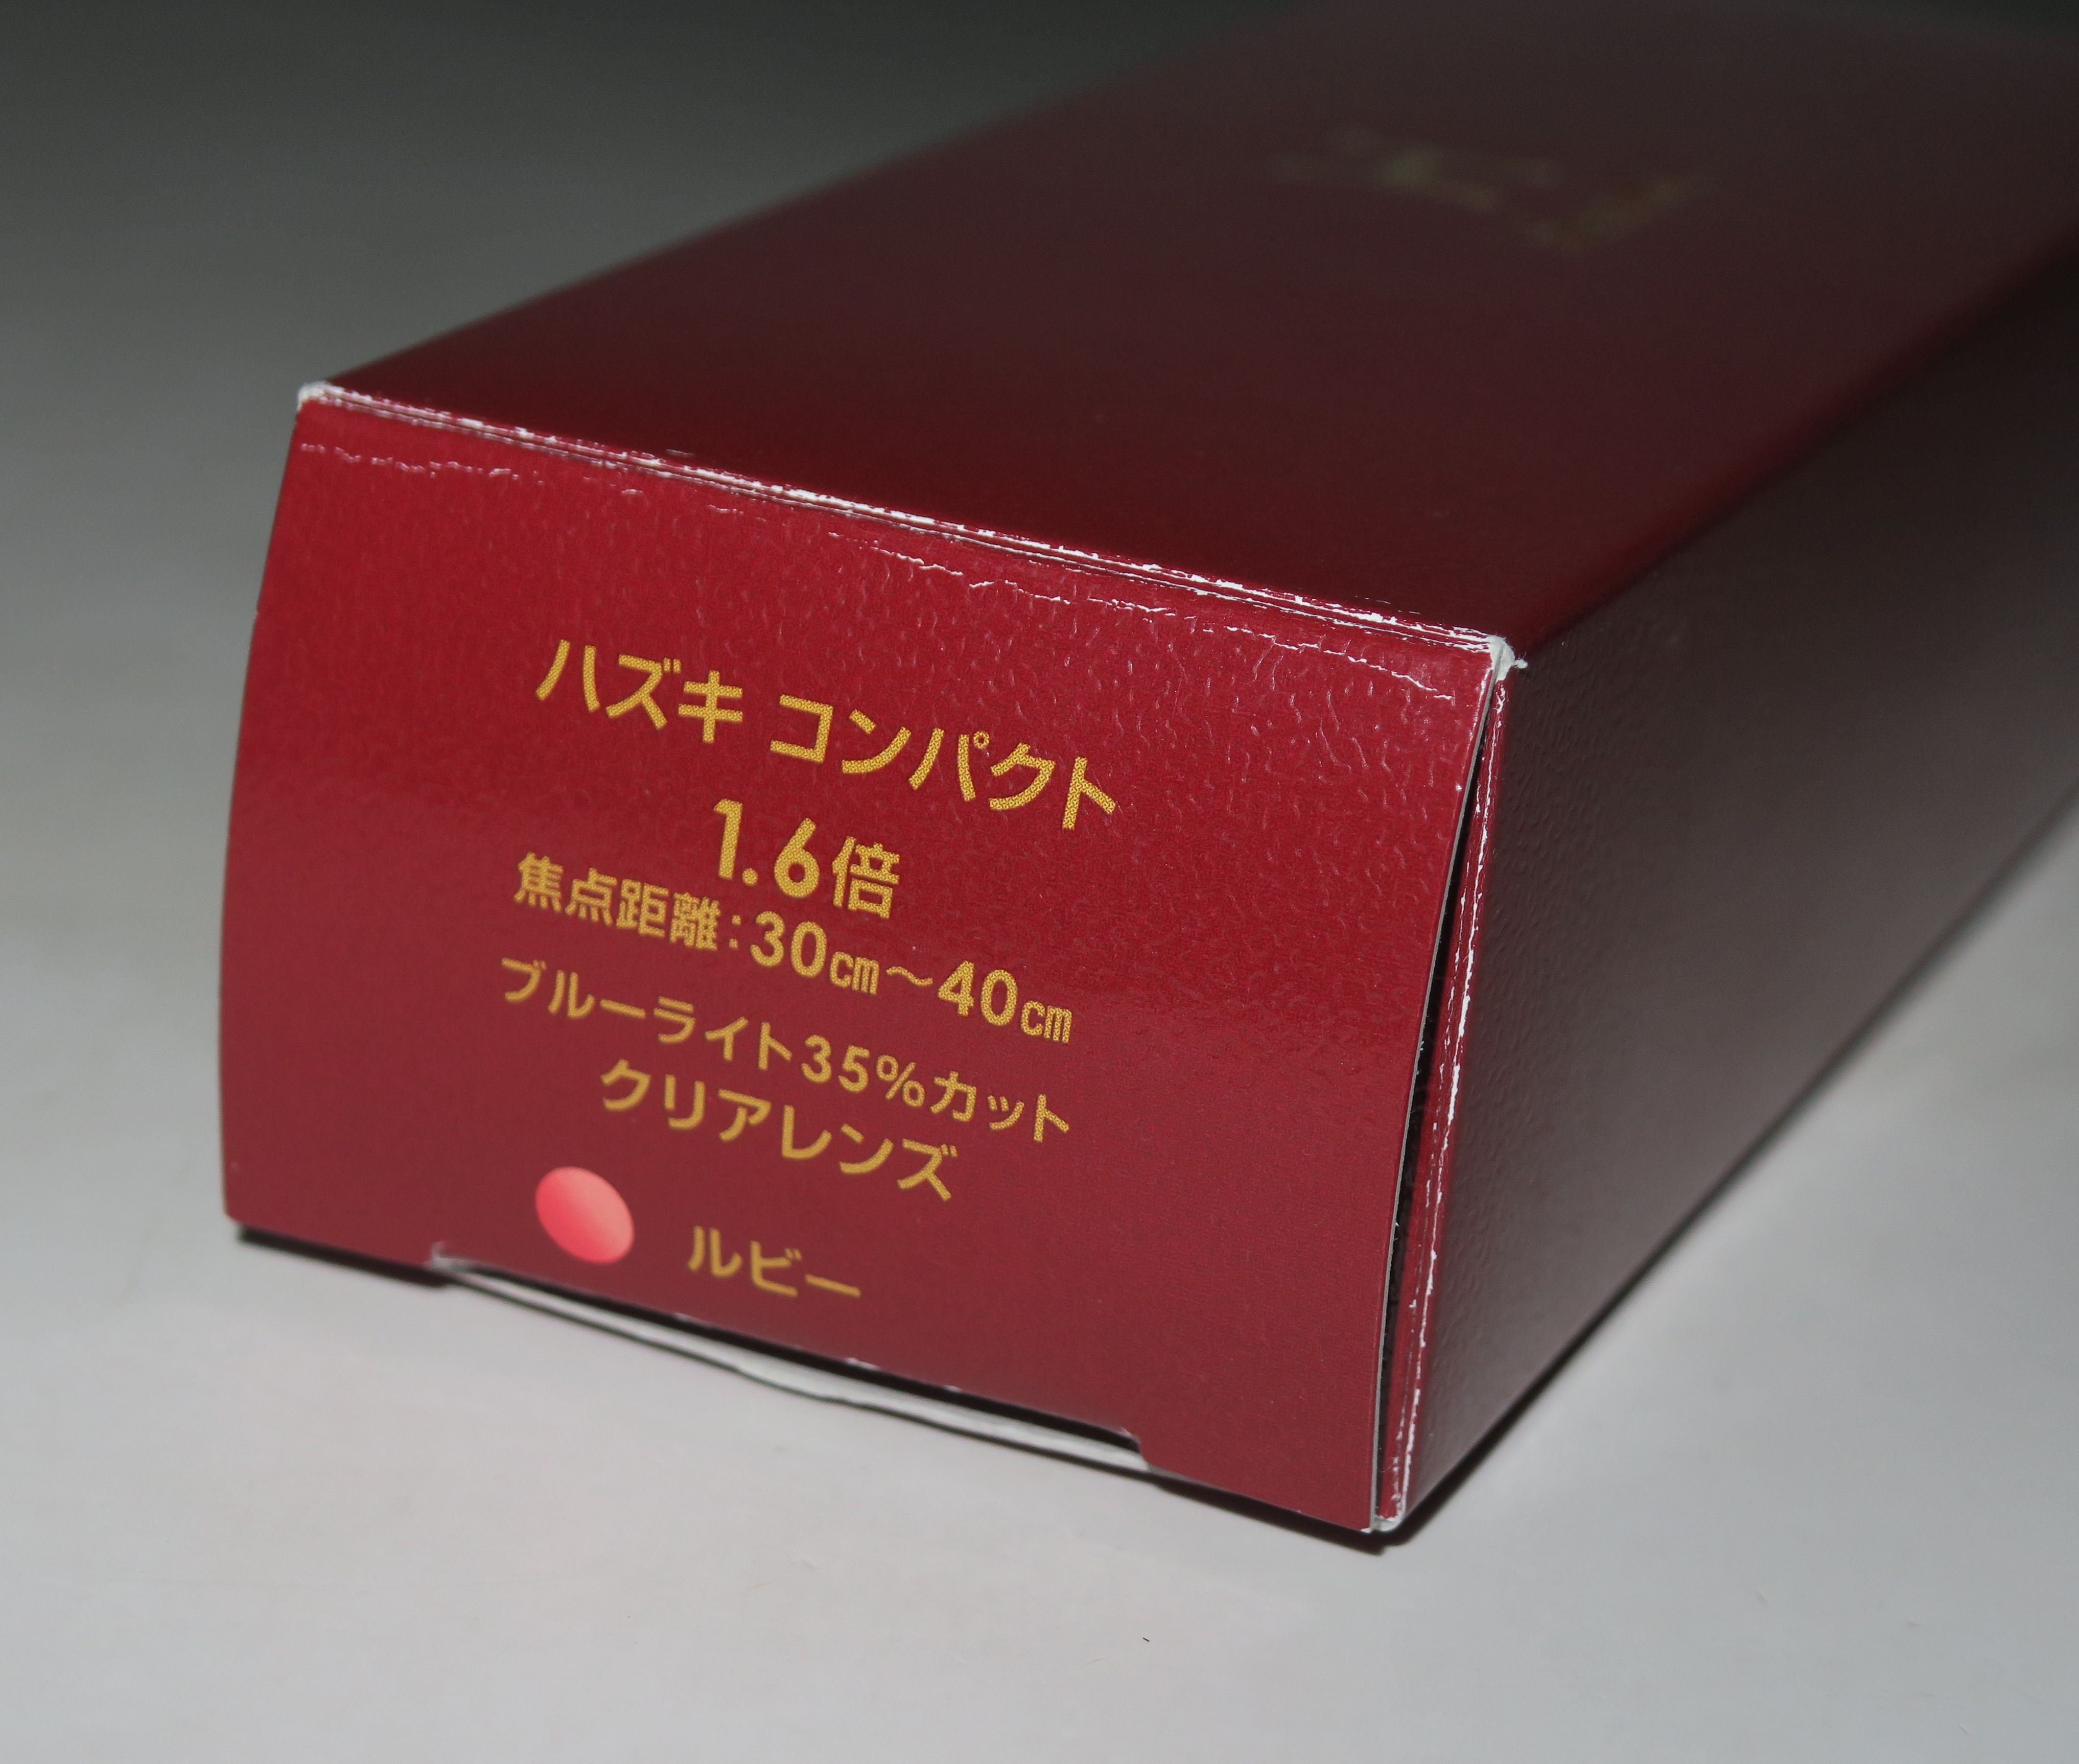 ハズキ コンパクト
1.6倍
焦点距離：30㎝～40㎝
ブルーライト35%カット
クリアレンズ
ルビー